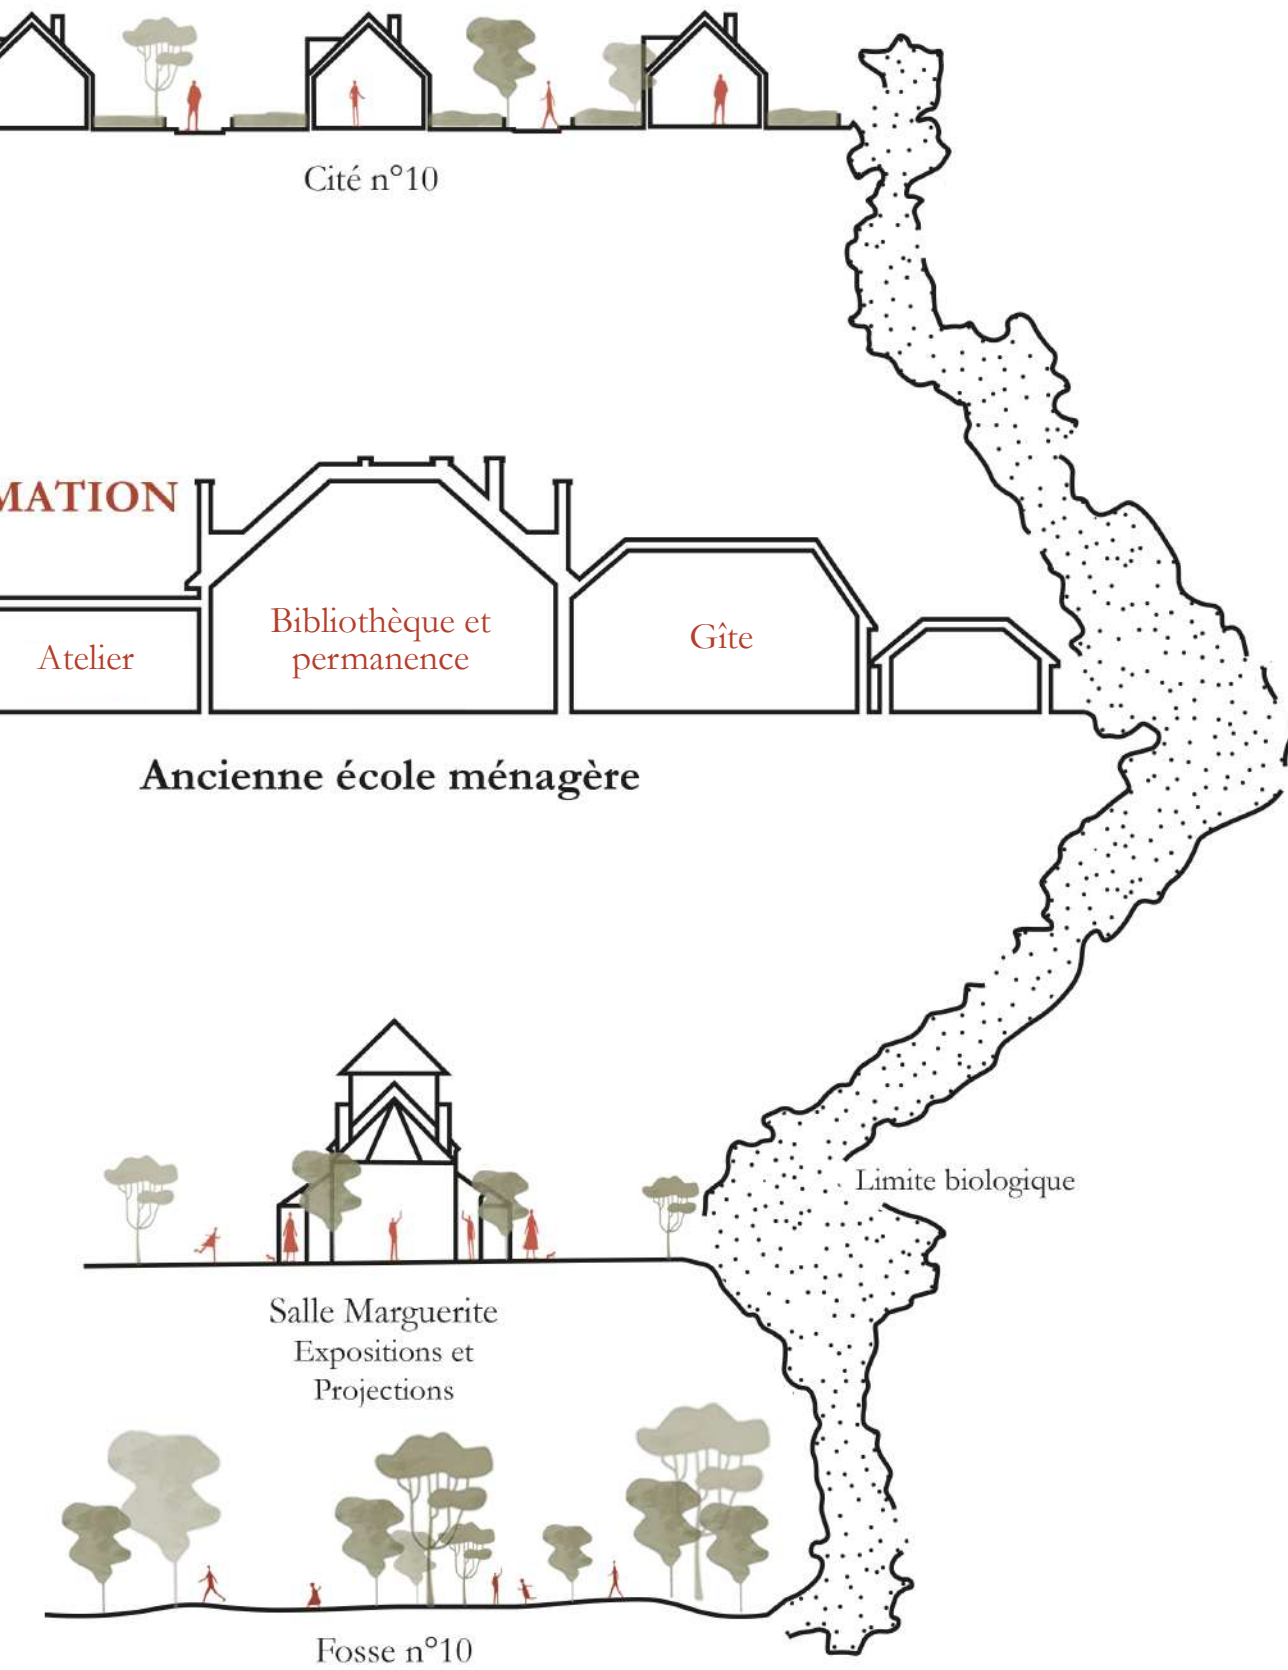 Cité n°10
MATION
Bibliothèque et
permanence
Atelier
Gîte
Ancienne école ménagère
Limite biologique
Salle Marguerite
Expositions et
Projections
Fosse n°10